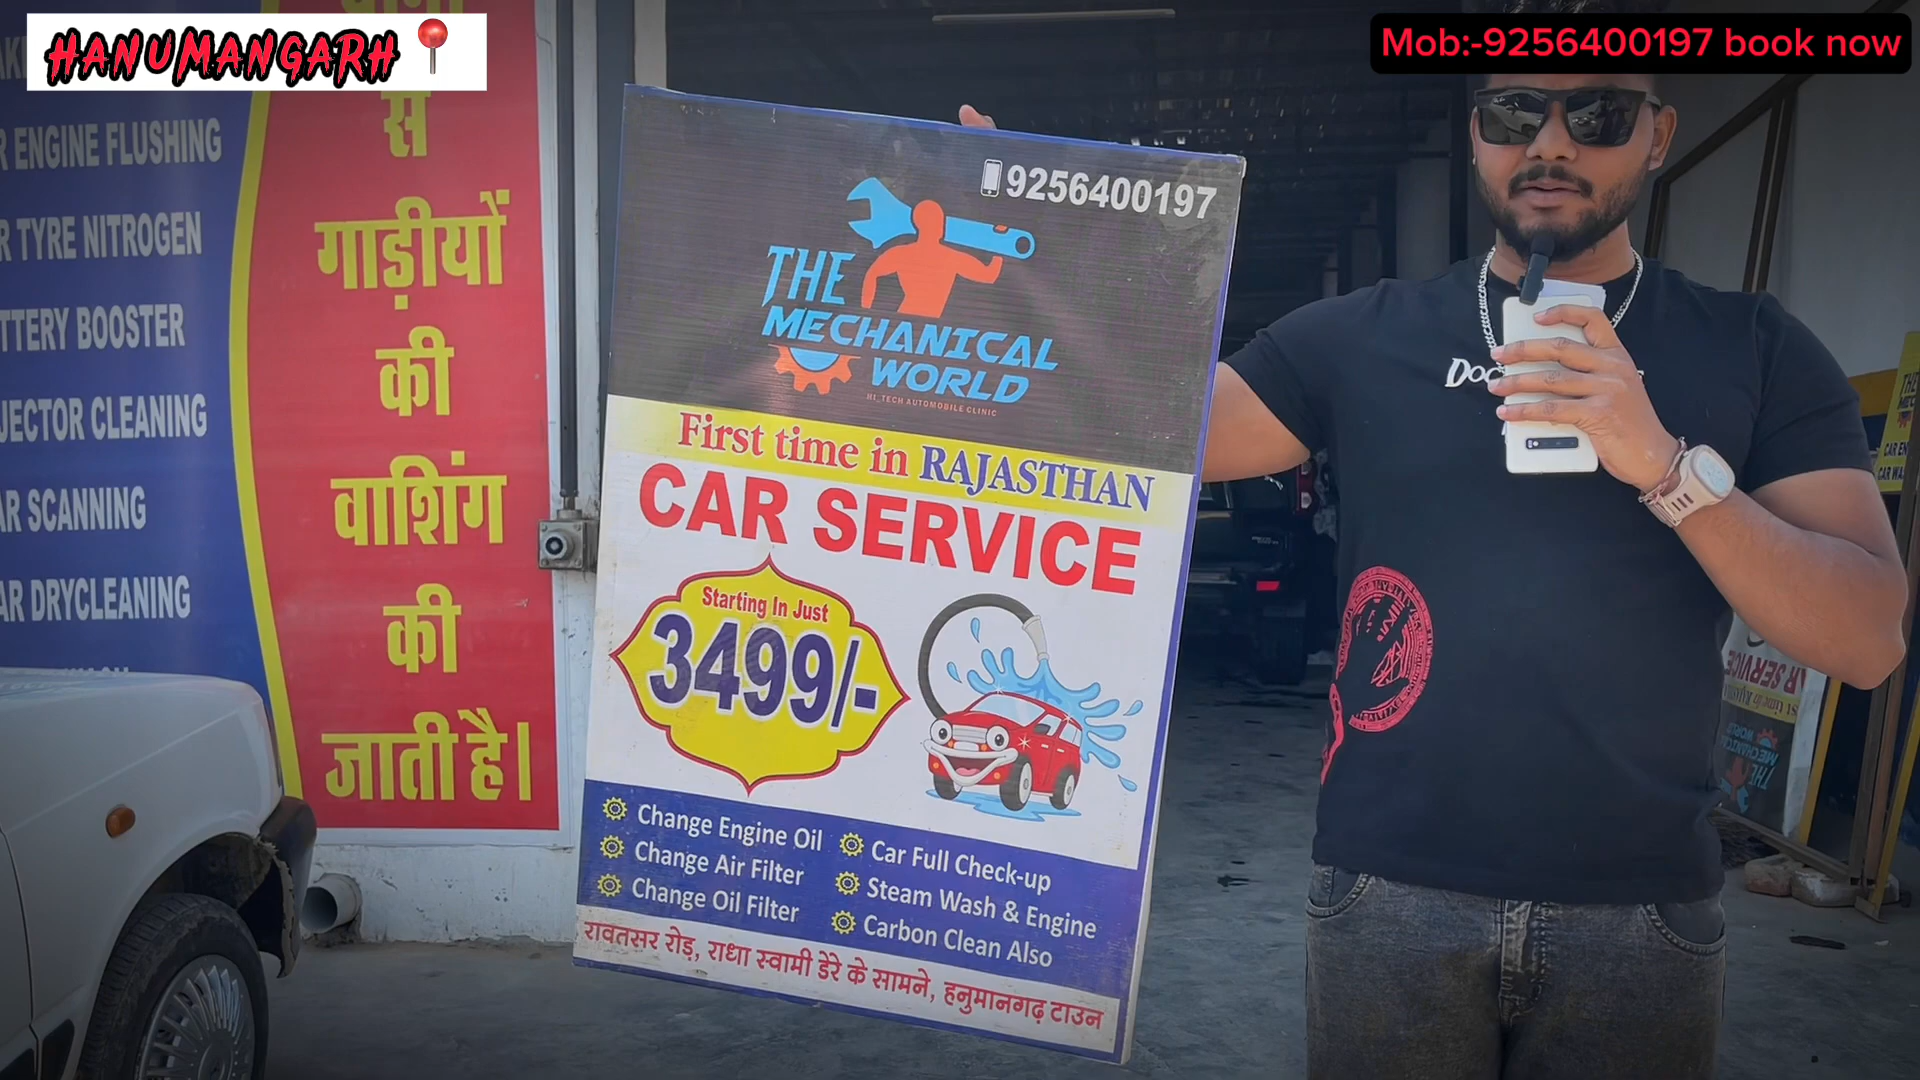 HANUMANGARH
Mob:-9256400197 book now
ENGINE FLUSHING
TYRE NITROGEN
BOOSTER
CLEANING
SCANNING
DRYCLEANING
से
गाड़ीयों
की
वाशिंग
की
जाती है।
9256400197
THE
MECHANICAL
WORLD
HI_TECH AUTOMOBILE CLINIC
First time in RAJASTHAN
CAR SERVICE
Starting In Just
3499/-
Change Engine Oil
Change Air Filter
Change Oil Filter
Car Full Check-up
Steam Wash & Engine
Carbon Clean Also
रावतसर रोड़, राधा स्वामी डेरे के सामने, हनुमानगढ़ टाउन